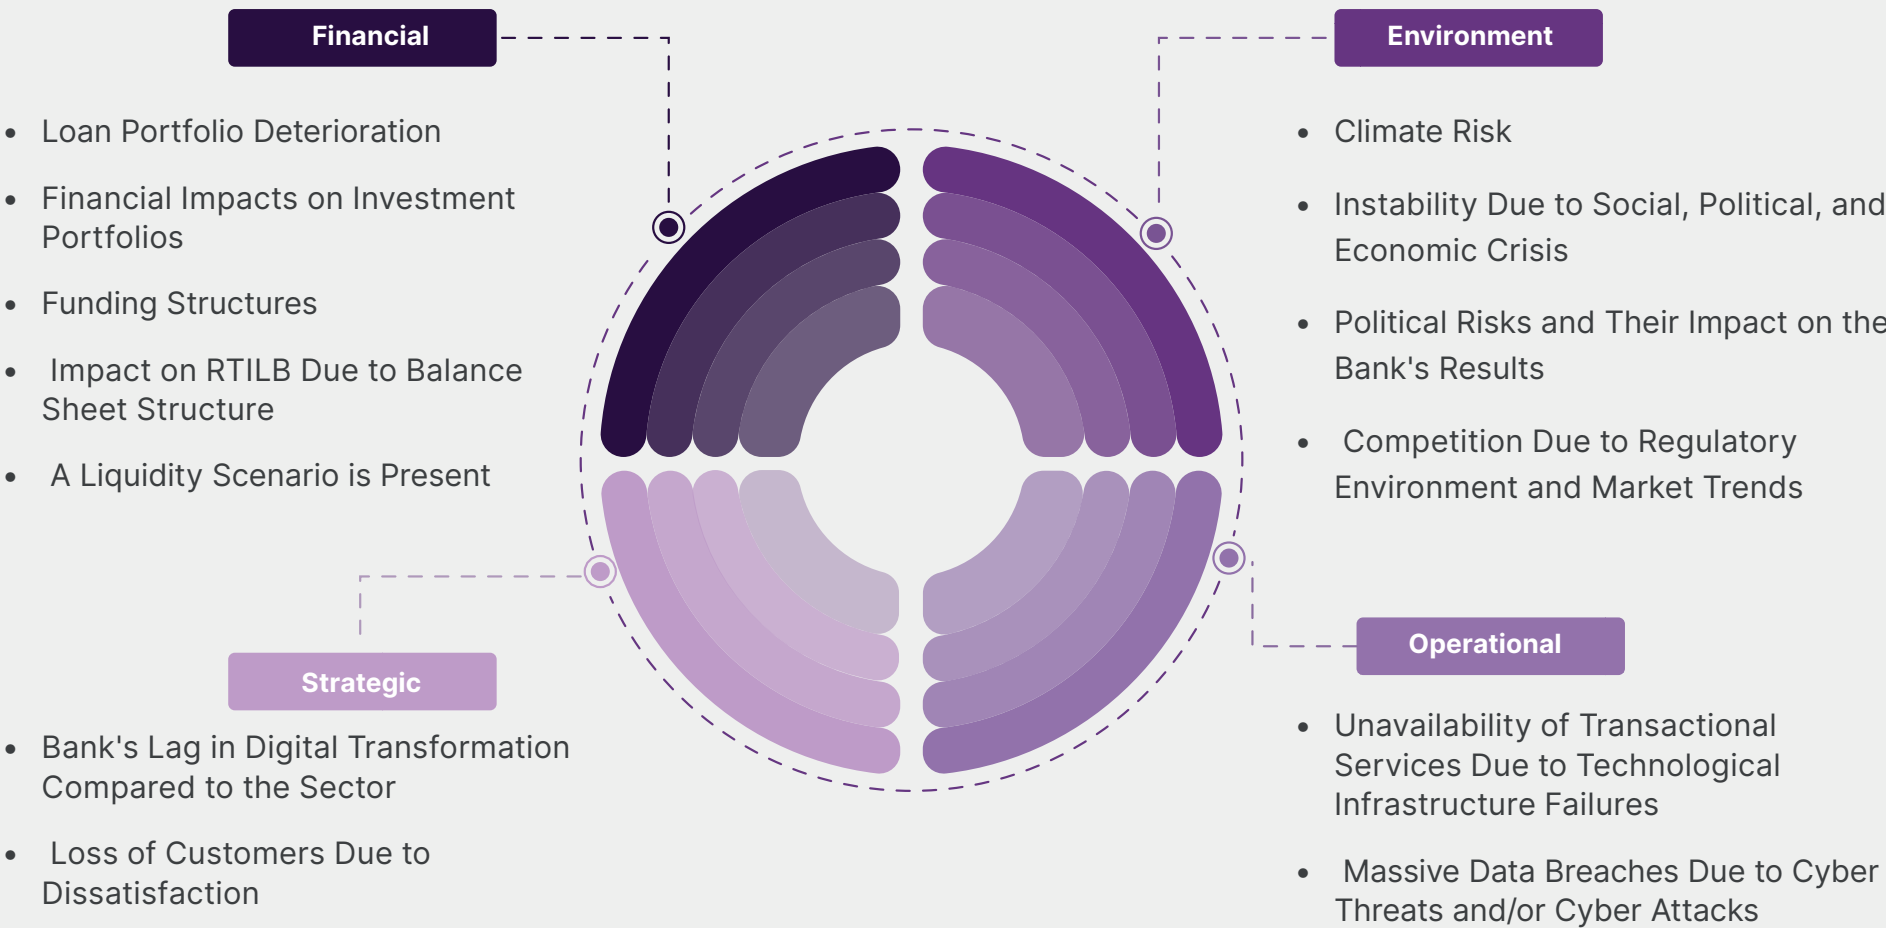 Financial
• Loan Portfolio Deterioration
• Financial Impacts on Investment
Portfolios
• Funding Structures
• Impact on RTILB Due to Balance
Sheet Structure
• A Liquidity Scenario is Present
Environment
• Climate Risk
• Instability Due to Social, Political, and
Economic Crisis
• Political Risks and Their Impact on the
Bank's Results
• Competition Due to Regulatory
Environment and Market Trends
Strategic
• Bank's Lag in Digital Transformation
Compared to the Sector
• Loss of Customers Due to
Dissatisfaction
Operational
• Unavailability of Transactional
Services Due to Technological
Infrastructure Failures
• Massive Data Breaches Due to Cyber
Threats and/or Cyber Attacks